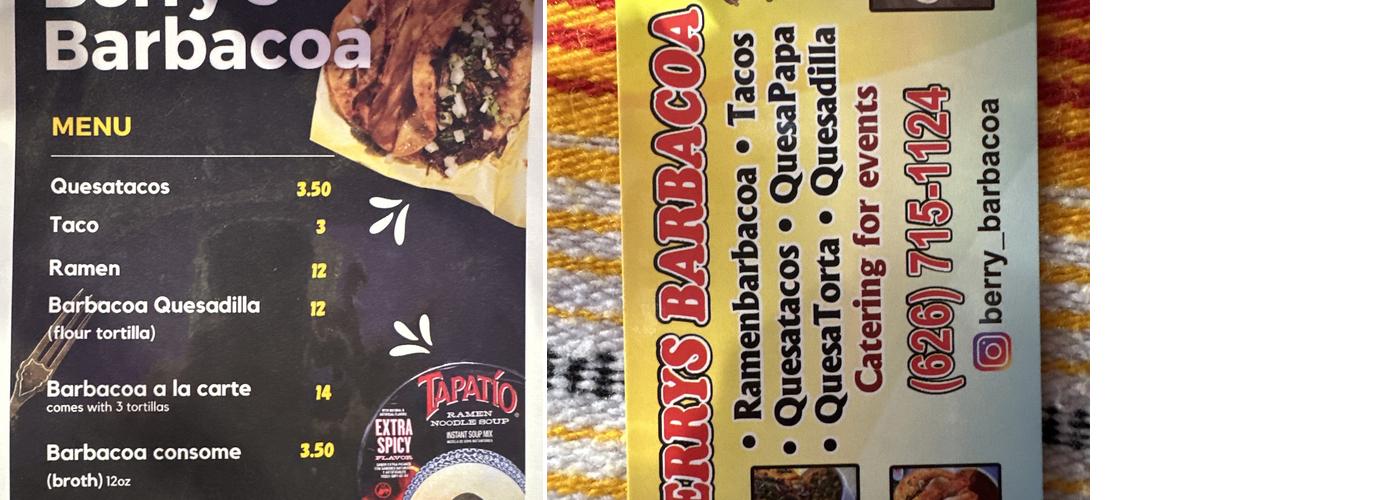 Barbacoa
MENU
Quesatacos 3.50
Taco 3
Ramen 12
Barbacoa Quesadilla 12
(flour tortilla)
Barbacoa a la carte 14
comes with 3 tortillas
Barbacoa consome 3.50
(broth) 12oz
TAPATÍO
RAMEN
NOODLE SOUP
INSTANT SOUP MIX
EXTRA
SPICY
FLAVOR
ERRYS BARBACOA
• Ramenbarbacoa • Tacos
• Quesatacos • QuesaPapa
• QuesaTorta • Quesadilla
Catering for events
(626) 715-1124
berry_barbacoa